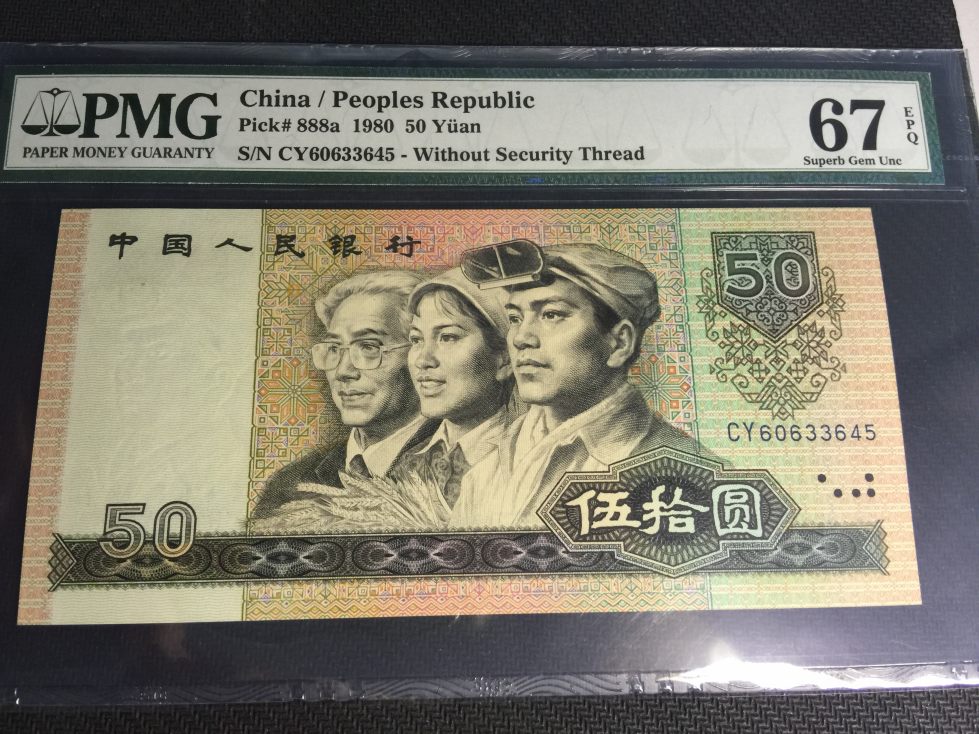 PMG
PAPER MONEY GUARANTY
China / Peoples Republic
Pick# 888a 1980 50 Yüan
S/N CY60633645 - Without Security Thread
67
EPQ
Superb Gem Unc
中国人民银行
50
CY60633645
50
伍拾圆